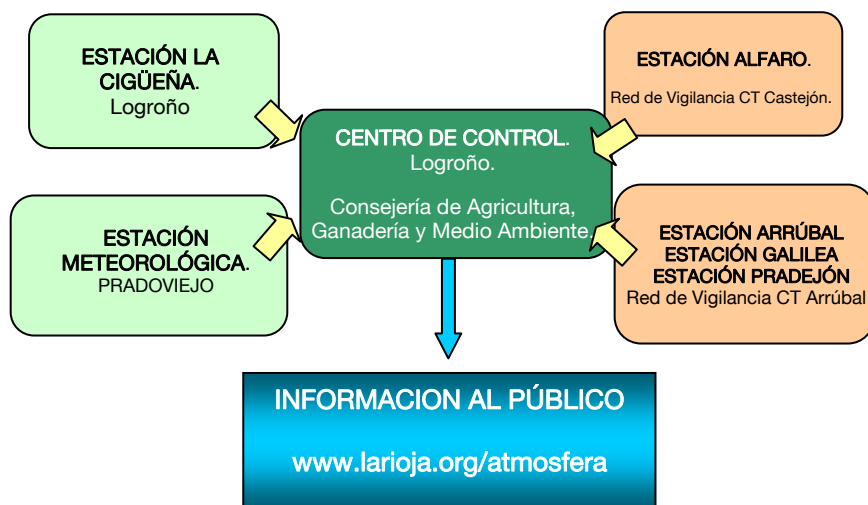 ESTACIÓN LA
CIGÜEÑA.
Logroño
ESTACIÓN ALFARO.
Red de Vigilancia CT Castejón.
CENTRO DE CONTROL.
Logroño.
Consejería de Agricultura,
Ganadería y Medio Ambiente.
ESTACIÓN
METEOROLÓGICA.
PRADOVIEJO
ESTACIÓN ARRÚBAL
ESTACIÓN GALILEA
ESTACIÓN PRADEJÓN
Red de Vigilancia CT Arrúbal
INFORMACION AL PÚBLICO
www.larioja.org/atmosfera